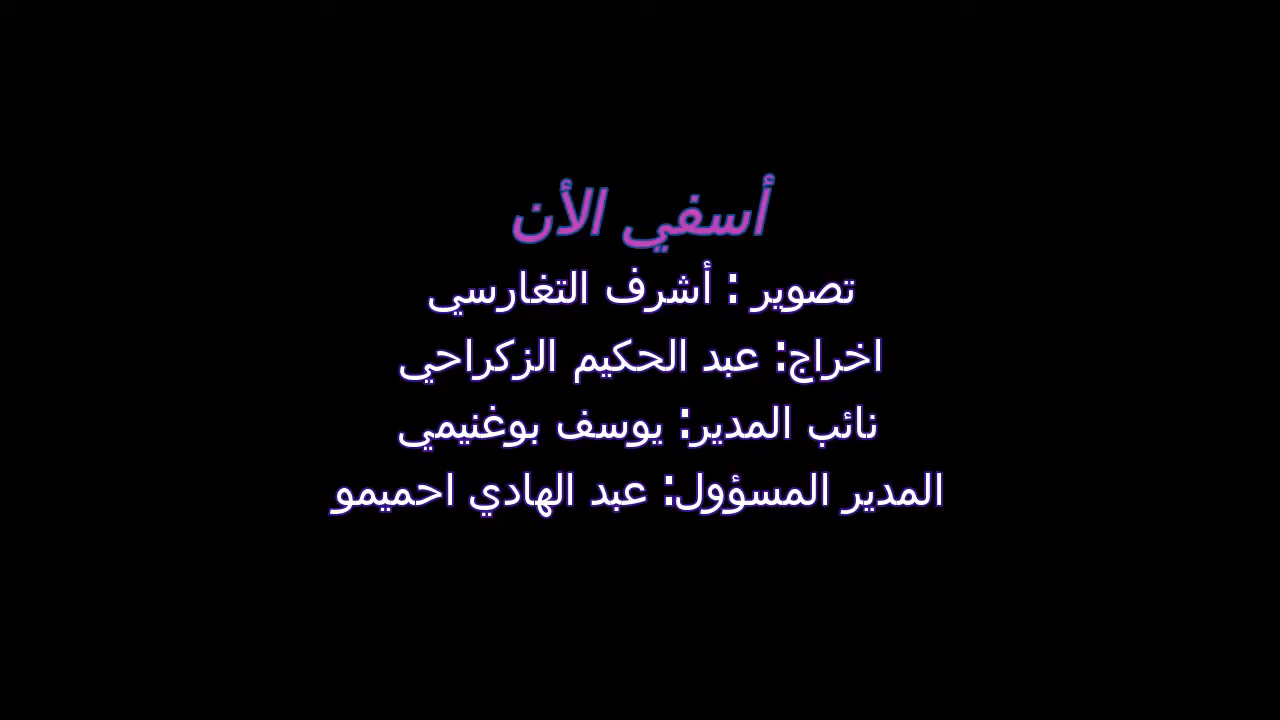 أسفي الأن
تصوير : أشرف التغارسي
اخراج: عبد الحكيم الزكراحي
نائب المدير: يوسف بوغنيمي
المدير المسؤول: عبد الهادي احميمو